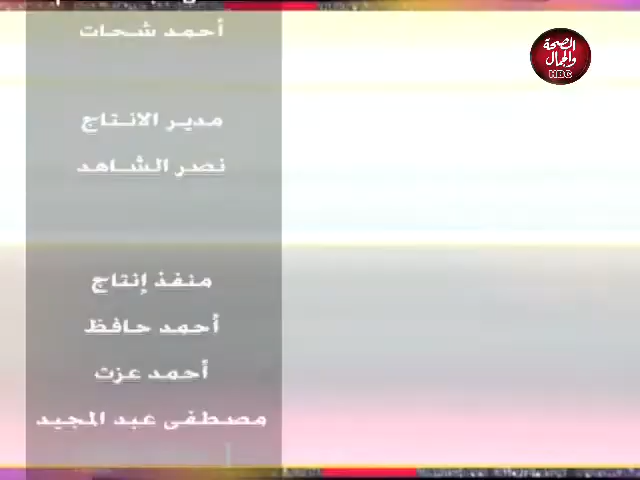 أحمد شحات
الصحة
والجمال
HBC
مدير الانتاج
نصر الشاهد
منفذ إنتاج
أحمد حافظ
أحمد عزت
مصطفى عبد المجيد